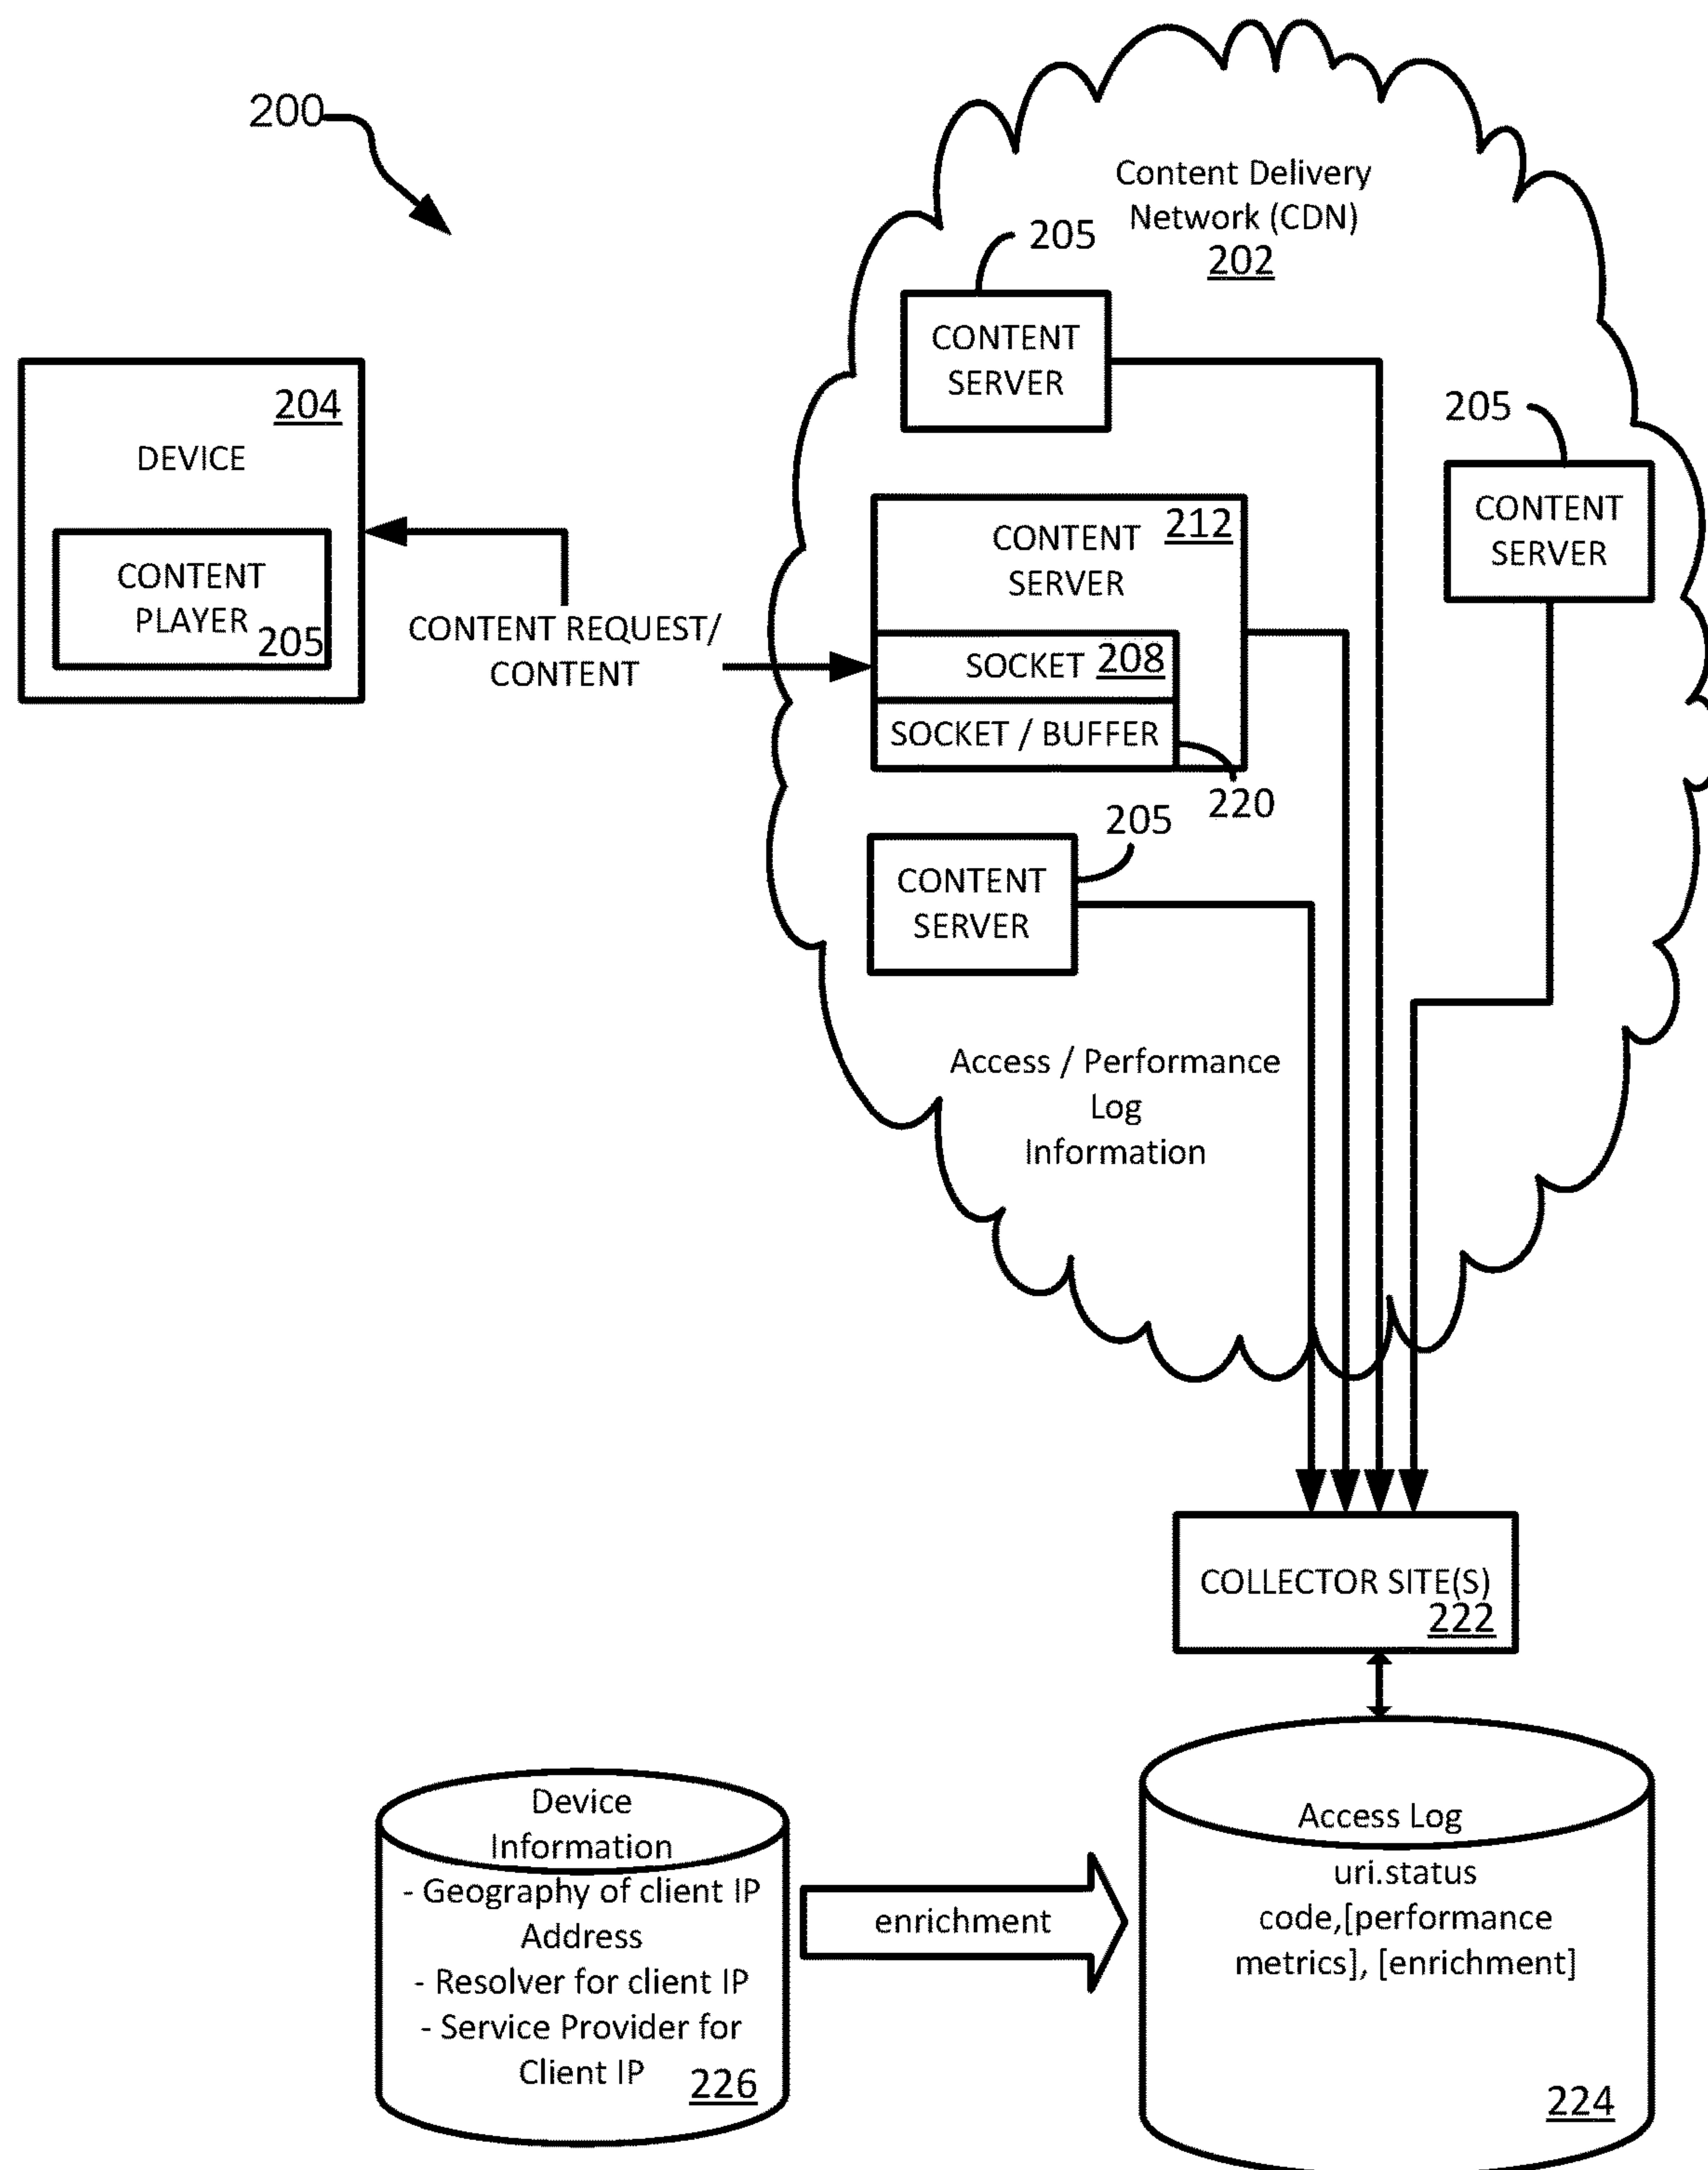 200
Content Delivery
Network (CDN)
202
205
CONTENT
SERVER
204
DEVICE
CONTENT
PLAYER
205
CONTENT REQUEST/
CONTENT
205
CONTENT
SERVER
212
CONTENT
SERVER
SOCKET 208
SOCKET / BUFFER
220
205
CONTENT
SERVER
Access / Performance
Log
Information
COLLECTOR SITE(S)
222
Device
Information
- Geography of client IP
Address
- Resolver for client IP
- Service Provider for
Client IP
226
enrichment
Access Log
uri.status
code,[performance
metrics], [enrichment]
224